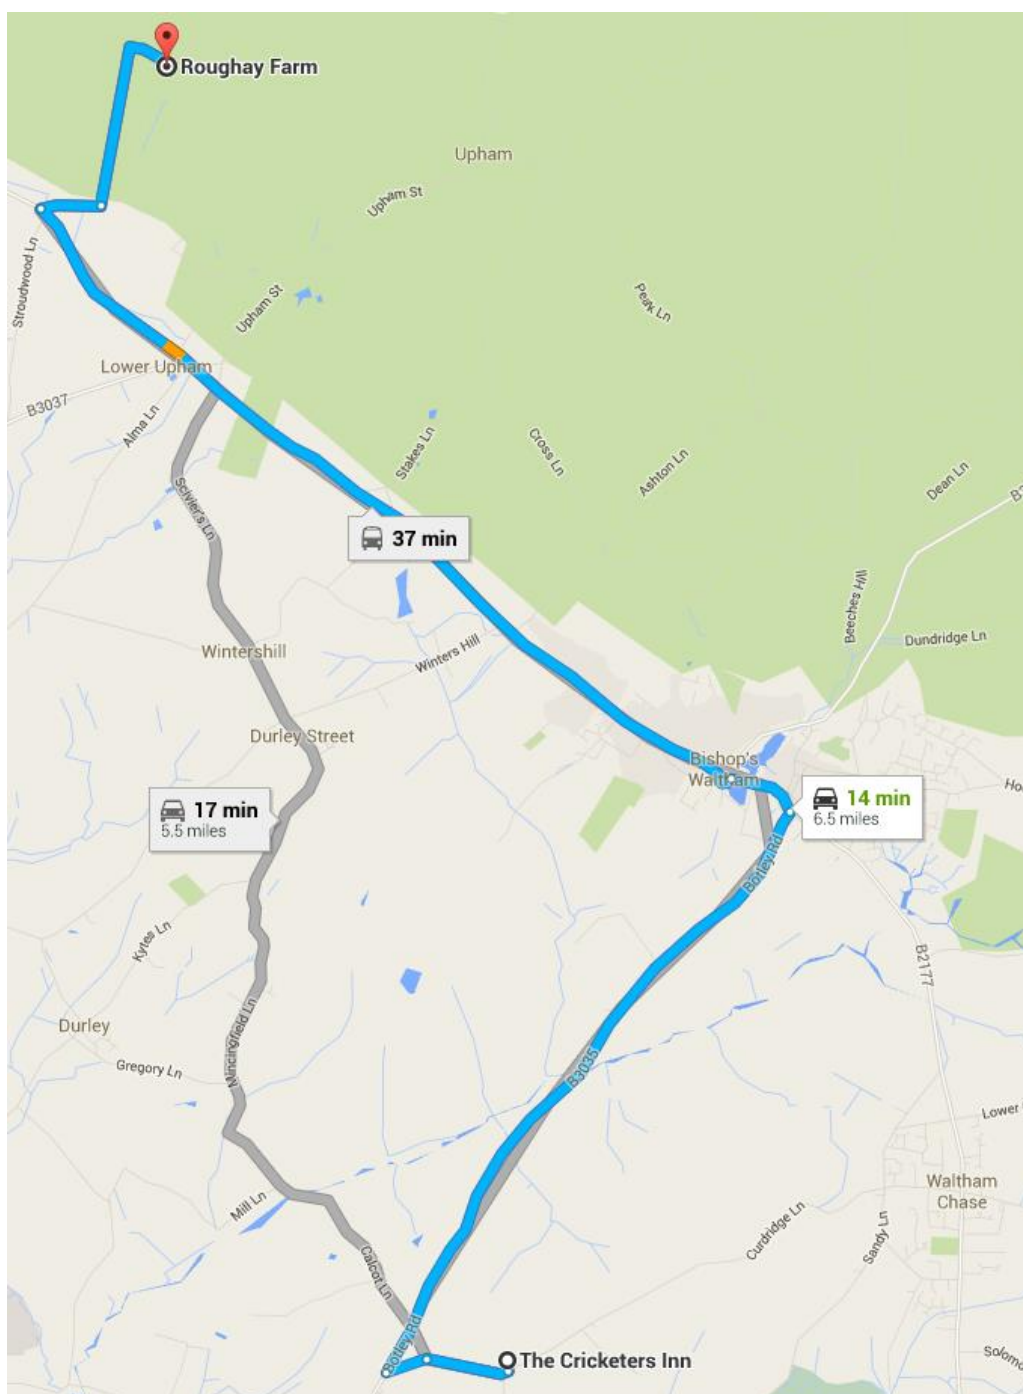 Roughay Farm
Upham
Upham St
Stroudwood Ln
Upham St
Peak Ln
Lower Upham
B3037
Alma Ln
Stakes Ln
Cross Ln
Ashton Ln
Dean Ln
Scivier's Ln
37 min
Beeches Hill
Dundridge Ln
Wintershill
Winters Hill
Durley Street
Bishop's
Waltham
17 min
5.5 miles
14 min
6.5 miles
Botley Rd
Kytes Ln
B2177
Durley
Mincingfield Ln
Gregory Ln
B3035
Lower
Waltham
Chase
Mill Ln
Curdridge Ln
Sandy Ln
Calcot Ln
Botley Rd
The Cricketers Inn